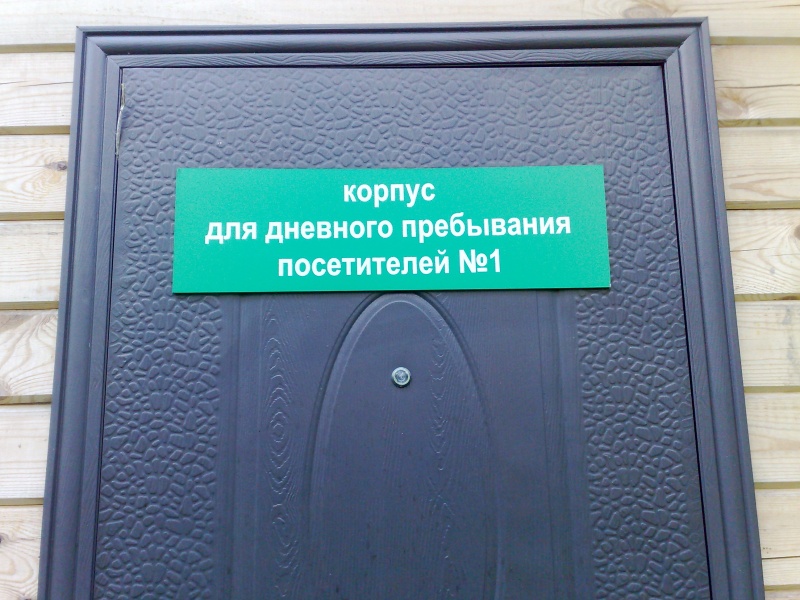 корпус
для дневного пребывания
посетителей №1